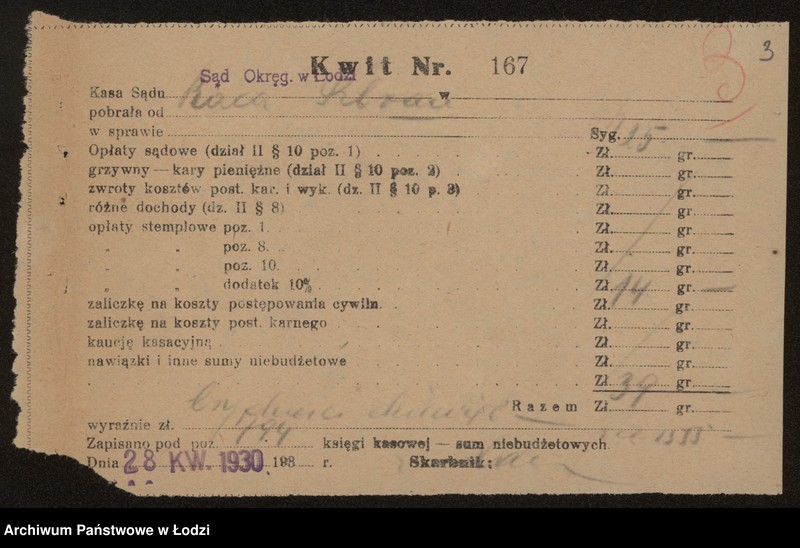 3
Kwit Nr. 167
Sąd Okręg. w Łodzi
Kasa Sądu w
pobrała od
w sprawie Syg.
Opłaty sądowe (dział II § 10 poz. 1) Zł. 25 gr. —
grzywny — kary pieniężne (dział II § 10 poz. 2) Zł. gr.
zwroty kosztów post. kar. i wyk. (dz. II § 10 p. 3) Zł. gr.
różne dochody (dz. II § 8) Zł. gr.
opłaty stemplowe poz. 1. Zł. gr.
„ „ poz. 8. Zł. gr.
„ „ poz. 10. Zł. gr.
„ „ dodatek 10% Zł. gr.
zaliczkę na koszty postępowania cywiln. Zł. 14 gr. —
zaliczkę na koszty post. karnego Zł. gr.
kaucję kasacyjną Zł. gr.
nawiązki i inne sumy niebudżetowe Zł. gr.
Razem Zł. 39 gr.
wyraźnie zł.
Zapisano pod poz. 794 księgi kasowej — sum niebudżetowych
Dnia 28 KW. 1930 193 r. Skarbnik:
Archiwum Państwowe w Łodzi